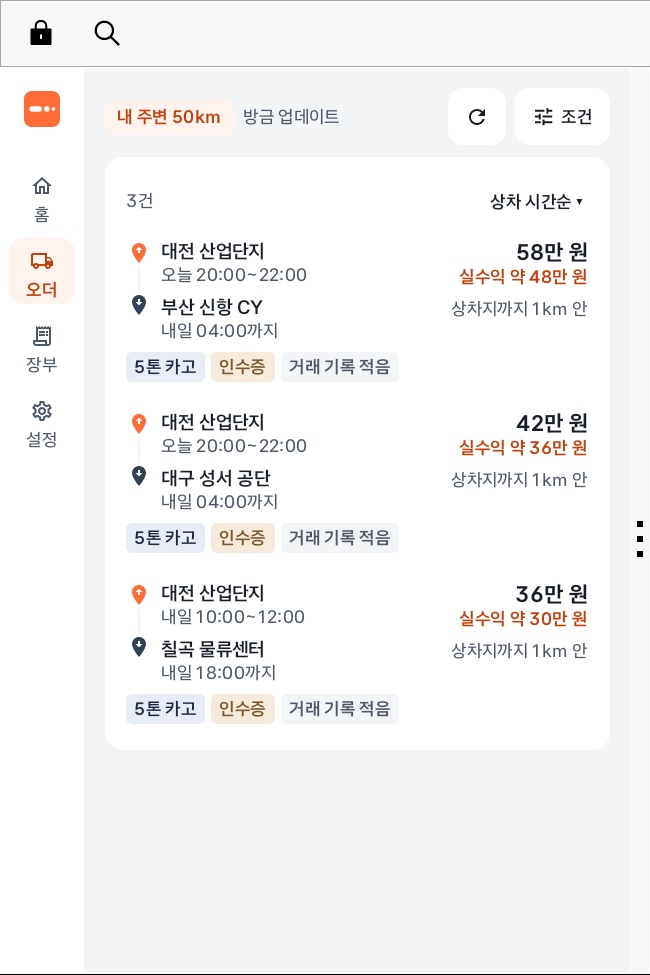 내 주변 50km 방금 업데이트 조건
3건 상차 시간순
홈
오더
장부
설정
대전 산업단지 58만 원
오늘 20:00~22:00 실수익 약 48만 원
부산 신항 CY 상차지까지 1km 안
내일 04:00까지
5톤 카고 인수증 거래 기록 적음
대전 산업단지 42만 원
오늘 20:00~22:00 실수익 약 36만 원
대구 성서 공단 상차지까지 1km 안
내일 04:00까지
5톤 카고 인수증 거래 기록 적음
대전 산업단지 36만 원
내일 10:00~12:00 실수익 약 30만 원
칠곡 물류센터 상차지까지 1km 안
내일 18:00까지
5톤 카고 인수증 거래 기록 적음